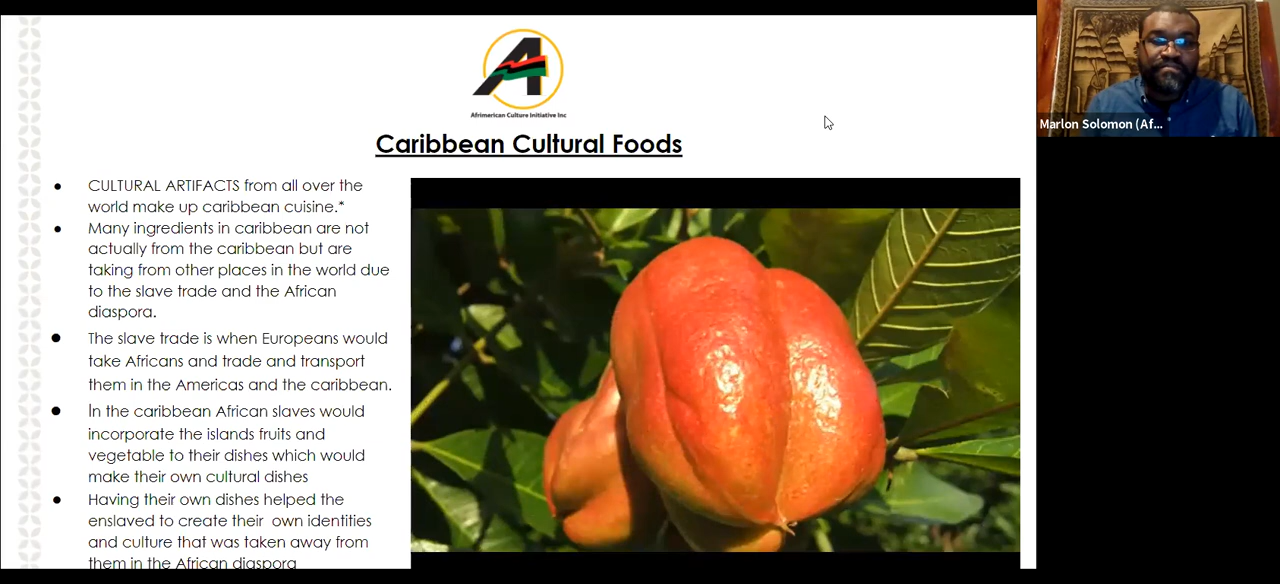 A
Afrimerican Culture Initiative Inc
Caribbean Cultural Foods
CULTURAL ARTIFACTS from all over the
world make up caribbean cuisine.*
Many ingredients in caribbean are not
actually from the caribbean but are
taking from other places in the world due
to the slave trade and the African
diaspora.
The slave trade is when Europeans would
take Africans and trade and transport
them in the Americas and the caribbean.
In the caribbean African slaves would
incorporate the islands fruits and
vegetable to their dishes which would
make their own cultural dishes
Having their own dishes helped the
enslaved to create their own identities
and culture that was taken away from
them in the African diaspora
Marlon Solomon (Af...